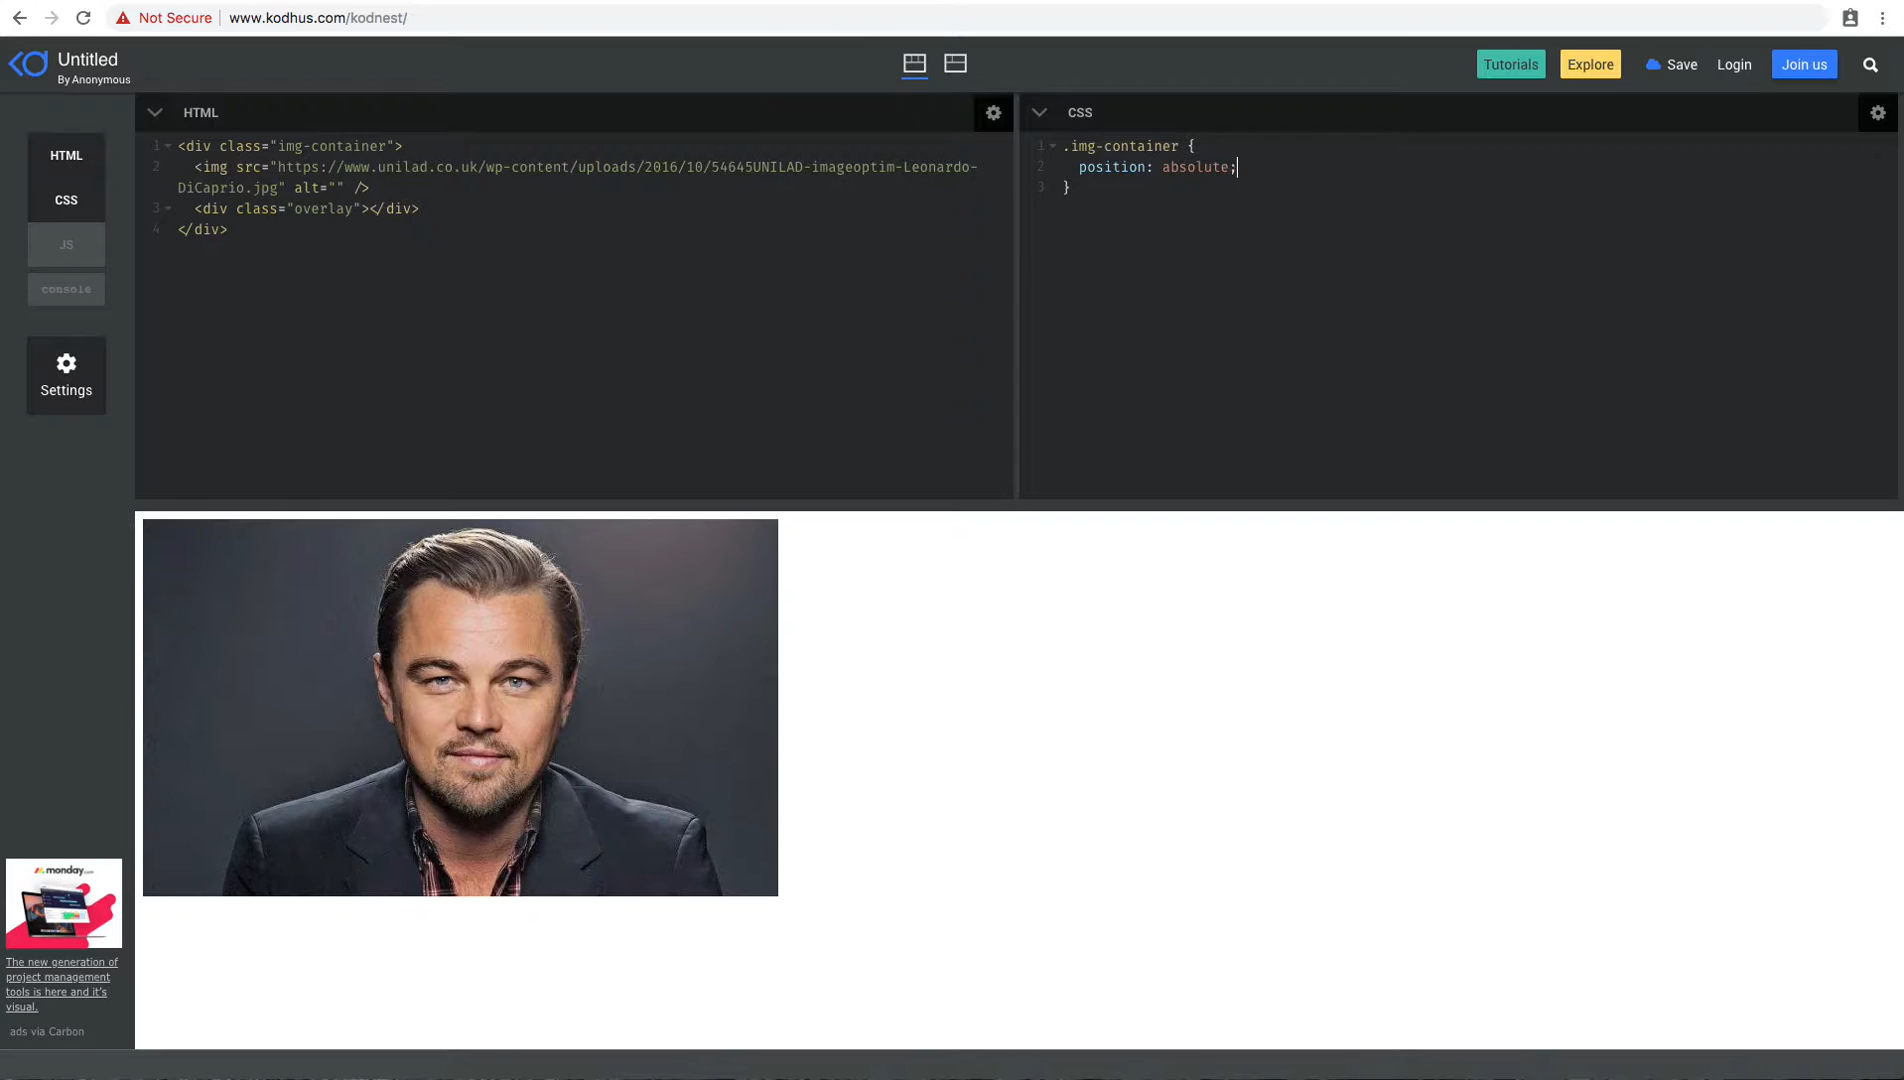 Not Secure www.kodhus.com/kodnest/
Untitled
By Anonymous
Tutorials
Explore
Save
Login
Join us
HTML
CSS
JS
console
Settings
HTML
1 <div class="img-container">
2 <img src="https://www.unilad.co.uk/wp-content/uploads/2016/10/54645UNILAD-imageoptim-Leonardo-
DiCaprio.jpg" alt="" />
3 <div class="overlay"></div>
4 </div>
CSS
1 .img-container {
2 position: absolute;
3 }
monday.com
The new generation of
project management
tools is here and it's
visual.
ads via Carbon